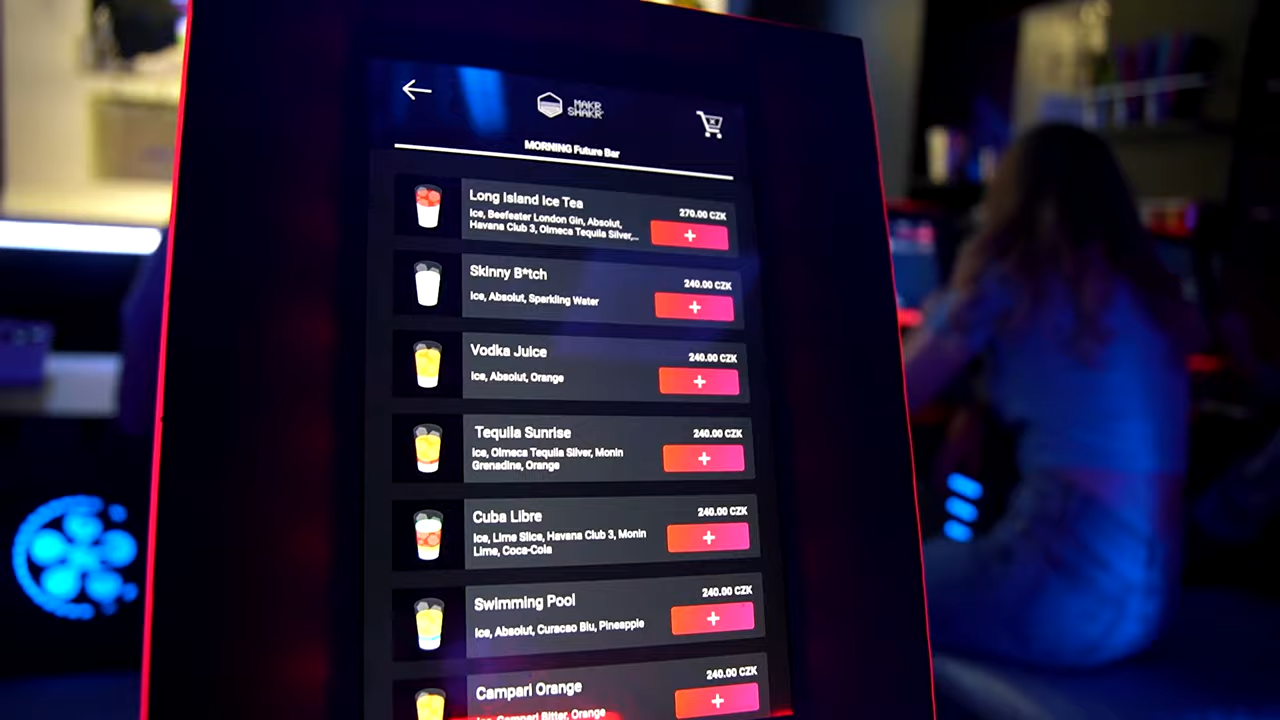 MAKR
SHAKR
MORNING Future Bar
Long Island Ice Tea
270.00 CZK
Ice, Beefeater London Gin, Absolut,
Havana Club 3, Olmeca Tequila Silver,...
+
Skinny B*tch
240.00 CZK
Ice, Absolut, Sparkling Water
+
Vodka Juice
240.00 CZK
Ice, Absolut, Orange
+
Tequila Sunrise
240.00 CZK
Ice, Olmeca Tequila Silver, Monin
Grenadine, Orange
+
Cuba Libre
240.00 CZK
Ice, Lime Slice, Havana Club 3, Monin
Lime, Coca-Cola
+
Swimming Pool
240.00 CZK
Ice, Absolut, Curacao Blu, Pineapple
+
Campari Orange
240.00 CZK
Ice, Campari Bitter, Orange
+